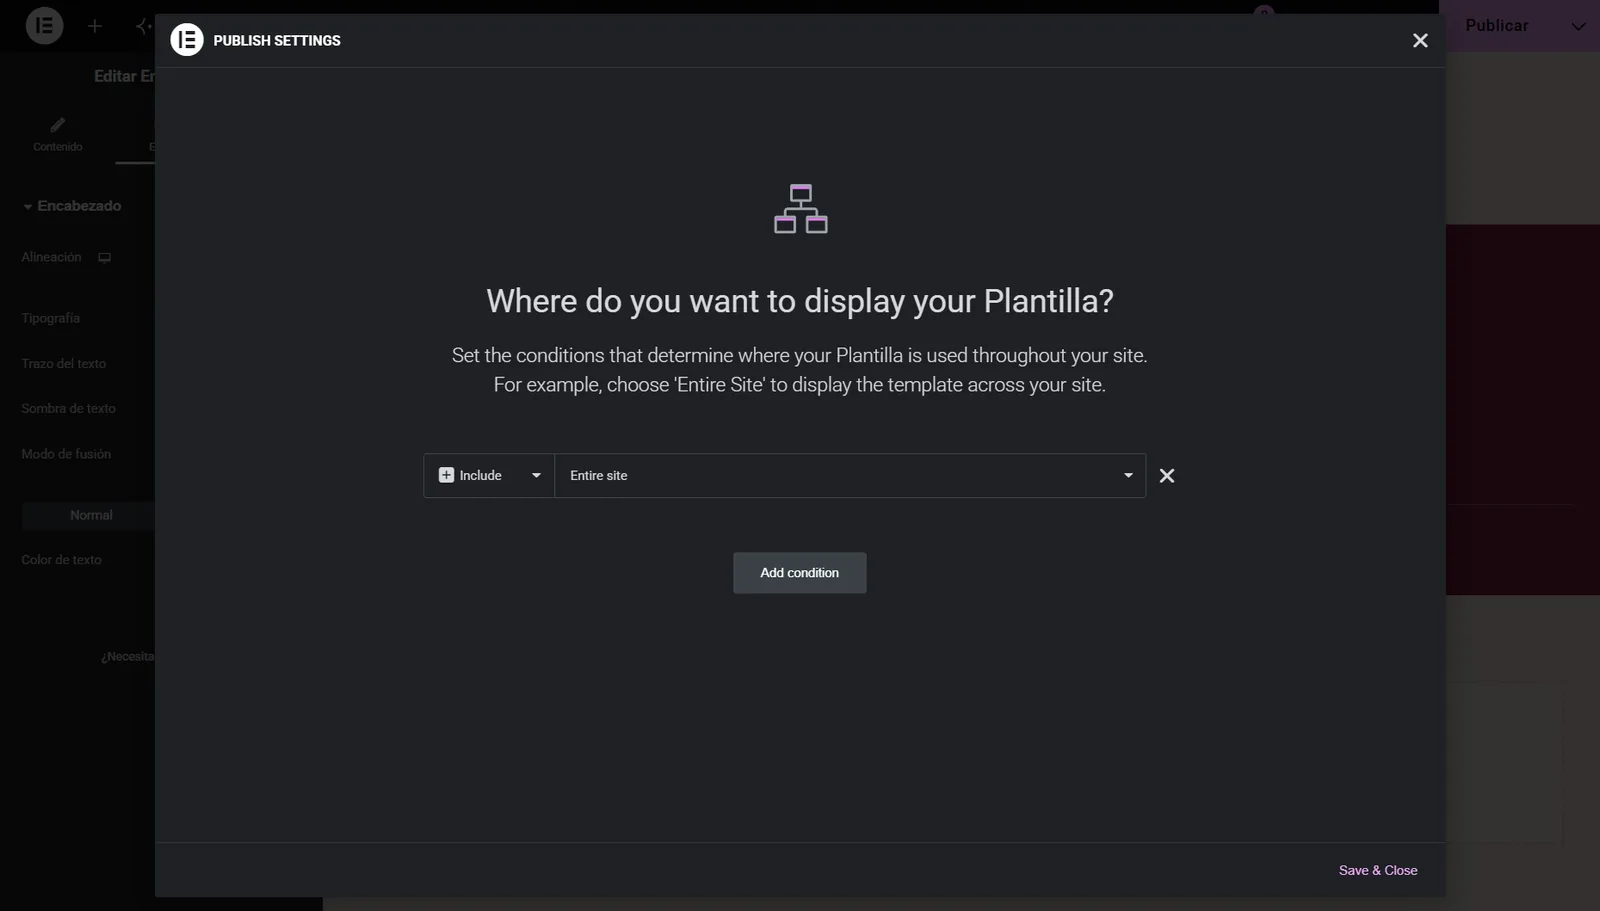 Publicar
PUBLISH SETTINGS
Editar
Contenido
Encabezado
Alineación
Tipografía
Trazo del texto
Sombra de texto
Modo de fusión
Normal
Color de texto
¿Necesita
Where do you want to display your Plantilla?
Set the conditions that determine where your Plantilla is used throughout your site.
For example, choose 'Entire Site' to display the template across your site.
Include
Entire site
Add condition
Save & Close